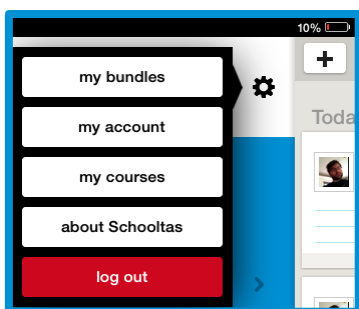 10%
my bundles
my account
my courses
about Schooltas
log out
+
Toda